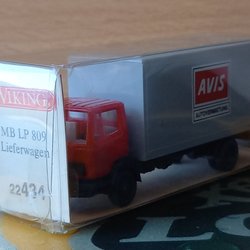 WIKING
MB LP 809
Lieferwagen
22434
AVIS